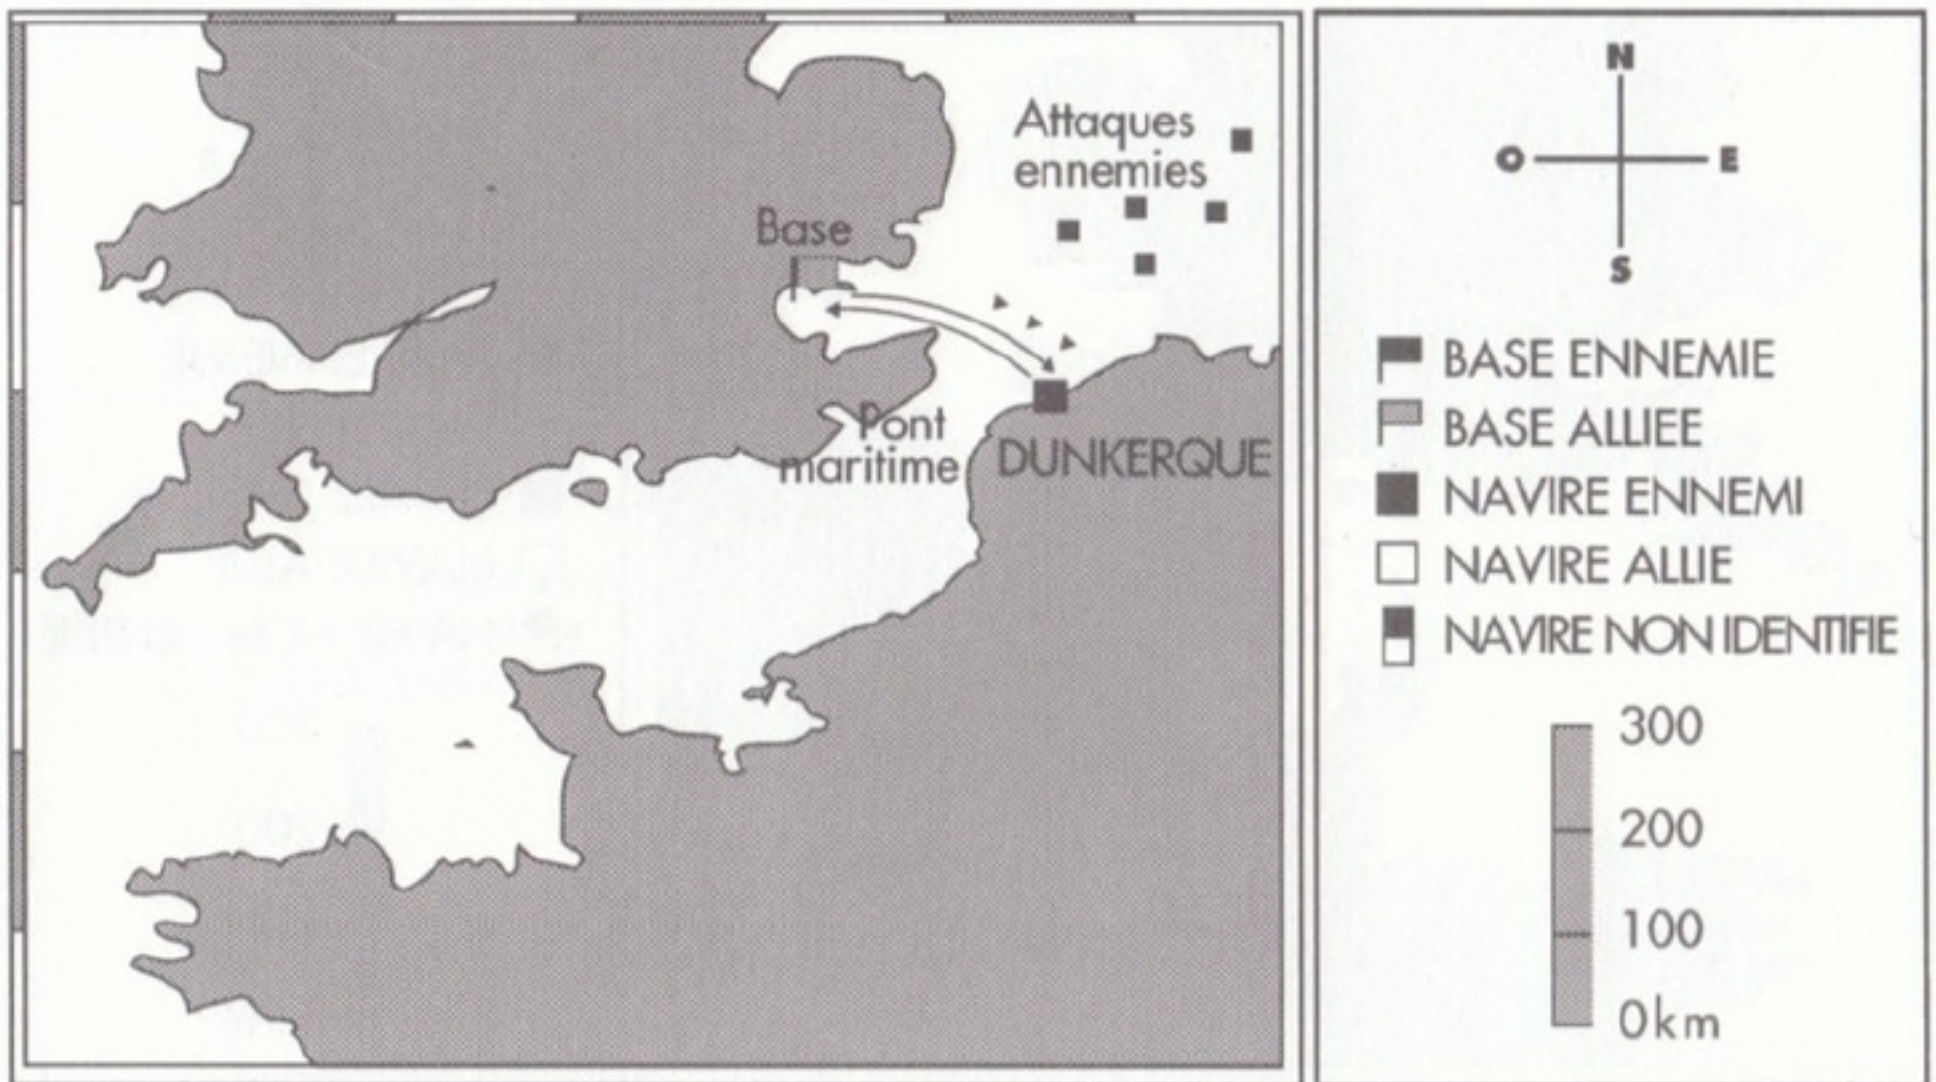 Attaques
ennemies
Base
Pont
maritime
DUNKERQUE
N
O
E
S
BASE ENNEMIE
BASE ALLIEE
NAVIRE ENNEMI
NAVIRE ALLIE
NAVIRE NON IDENTIFIE
300
200
100
0km